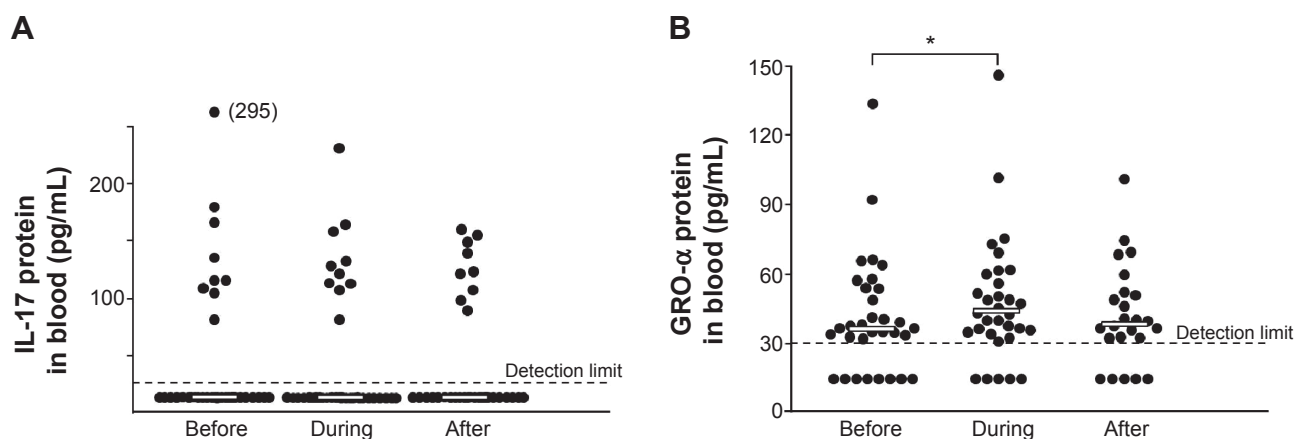 A
IL-17 protein
in blood (pg/mL)
200
100
(295)
Detection limit
Before During After
B
GRO-α protein
in blood (pg/mL)
150
120
90
60
30
0
*
Detection limit
Before During After